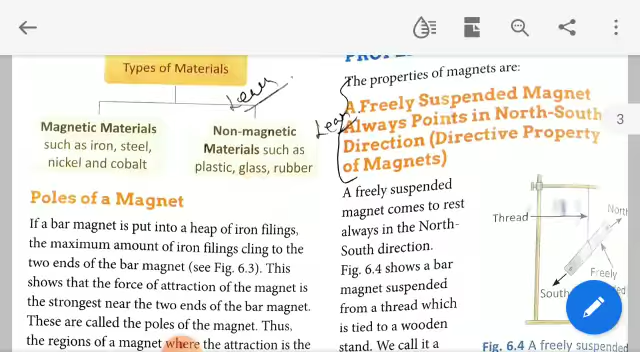 Types of Materials
Learn
Magnetic Materials
such as iron, steel,
nickel and cobalt
Non-magnetic
Materials such as
plastic, glass, rubber
Poles of a Magnet
If a bar magnet is put into a heap of iron filings,
the maximum amount of iron filings cling to the
two ends of the bar magnet (see Fig. 6.3). This
shows that the force of attraction of the magnet is
the strongest near the two ends of the bar magnet.
These are called the poles of the magnet. Thus,
the regions of a magnet where the attraction is the
The properties of magnets are:
Learn
A Freely Suspended Magnet
Always Points in North-South
Direction (Directive Property
of Magnets)
A freely suspended
magnet comes to rest
always in the North-
South direction.
Fig. 6.4 shows a bar
magnet suspended
from a thread which
is tied to a wooden
stand. We call it a
Thread
North
Freely
South
Fig. 6.4 A freely suspended
3